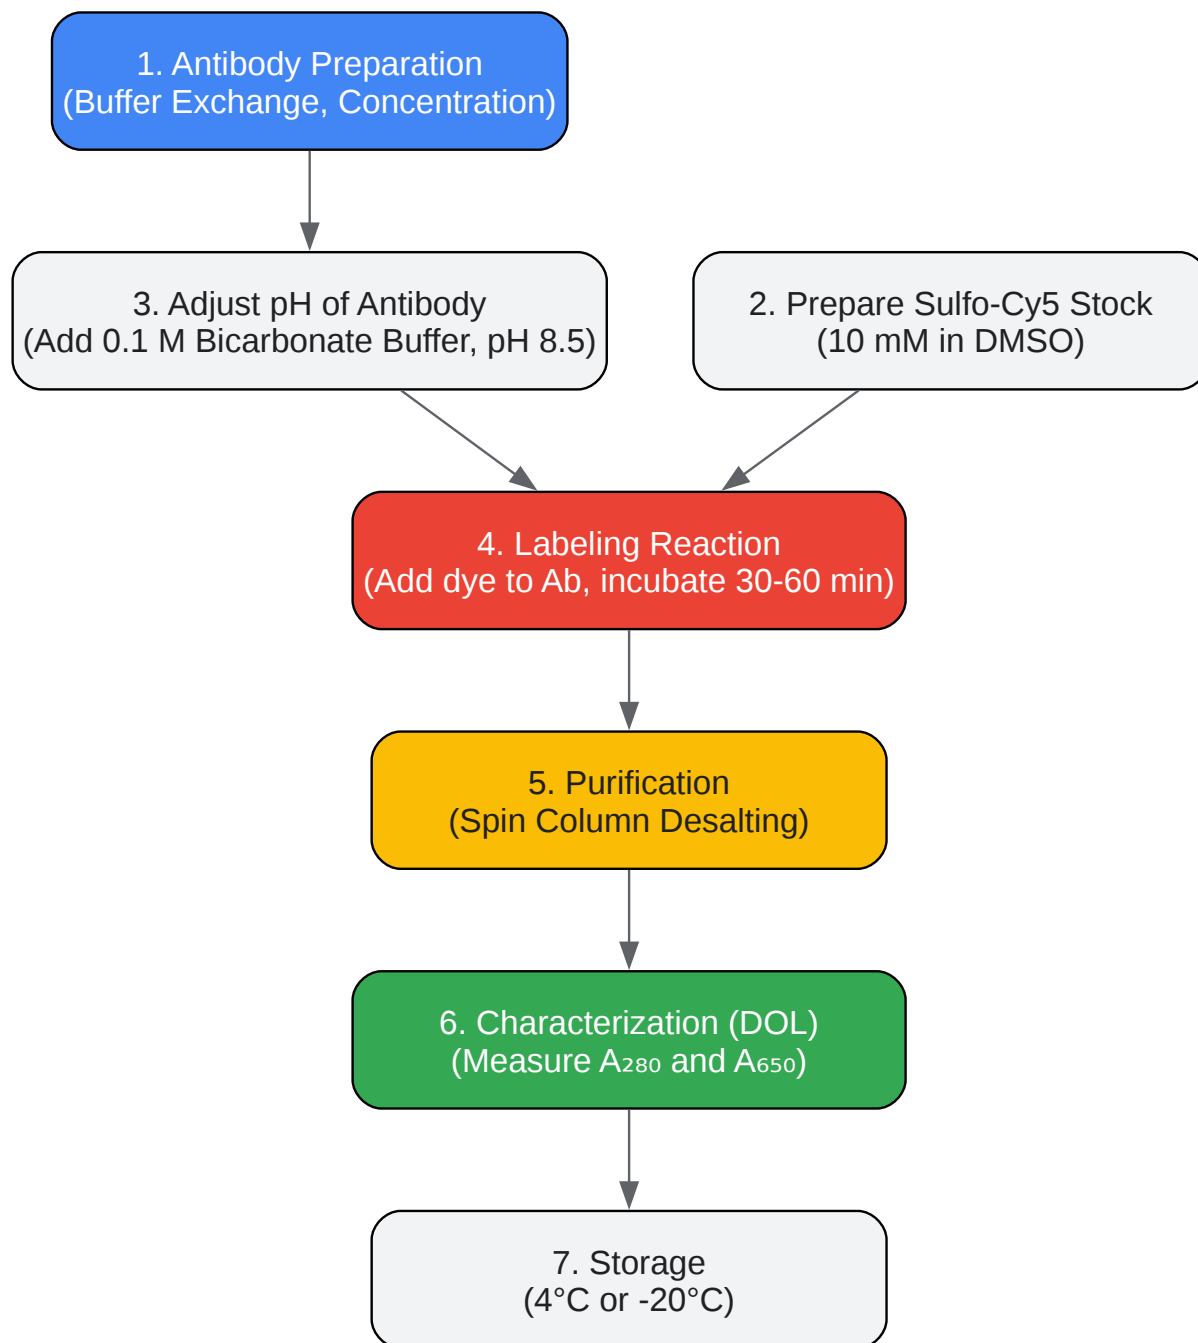 1. Antibody Preparation
(Buffer Exchange, Concentration)
3. Adjust pH of Antibody
(Add 0.1 M Bicarbonate Buffer, pH 8.5)
2. Prepare Sulfo-Cy5 Stock
(10 mM in DMSO)
4. Labeling Reaction
(Add dye to Ab, incubate 30-60 min)
5. Purification
(Spin Column Desalting)
6. Characterization (DOL)
(Measure A₂₈₀ and A₆₅₀)
7. Storage
(4°C or -20°C)